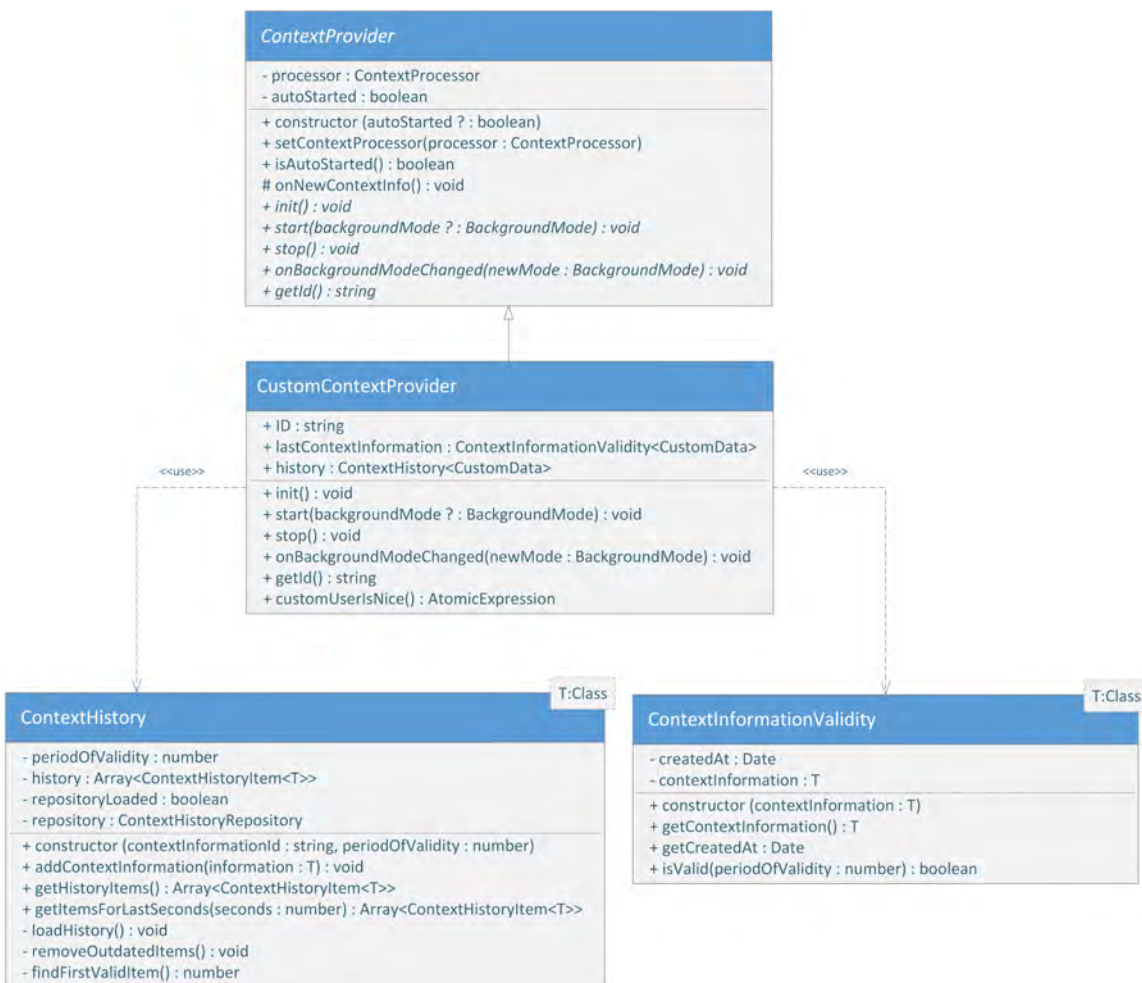 ContextProvider
- processor : ContextProcessor
- autoStarted : boolean
+ constructor (autoStarted ? : boolean)
+ setContextProcessor(processor : ContextProcessor)
+ isAutoStarted() : boolean
# onNewContextInfo() : void
+ init() : void
+ start(backgroundMode ? : BackgroundMode) : void
+ stop() : void
+ onBackgroundModeChanged(newMode : BackgroundMode) : void
+ getId() : string
CustomContextProvider
+ ID : string
+ lastContextInformation : ContextInformationValidity<CustomData>
+ history : ContextHistory<CustomData>
+ init() : void
+ start(backgroundMode ? : BackgroundMode) : void
+ stop() : void
+ onBackgroundModeChanged(newMode : BackgroundMode) : void
+ getId() : string
+ customUserIsNice() : AtomicExpression
<<use>>
<<use>>
T:Class
ContextHistory
- periodOfValidity : number
- history : Array<ContextHistoryItem<T>>
- repositoryLoaded : boolean
- repository : ContextHistoryRepository
+ constructor (contextInformationId : string, periodOfValidity : number)
+ addContextInformation(information : T) : void
+ getHistoryItems() : Array<ContextHistoryItem<T>>
+ getItemsForLastSeconds(seconds : number) : Array<ContextHistoryItem<T>>
- loadHistory() : void
- removeOutdatedItems() : void
- findFirstValidItem() : number
T:Class
ContextInformationValidity
- createdAt : Date
- contextInformation : T
+ constructor (contextInformation : T)
+ getContextInformation() : T
+ getCreatedAt : Date
+ isValid(periodOfValidity : number) : boolean